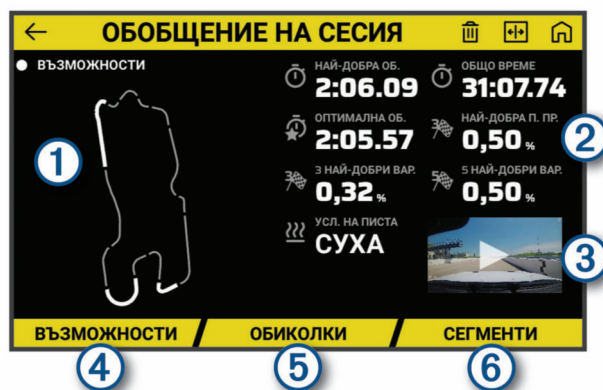 ОБОБЩЕНИЕ НА СЕСИЯ
ВЪЗМОЖНОСТИ
1
НАЙ-ДОБРА ОБ.
2:06.09
ОБЩО ВРЕМЕ
31:07.74
ОПТИМАЛНА ОБ.
2:05.57
НАЙ-ДОБРА П. ПР.
0,50 %
2
3 НАЙ-ДОБРИ ВАР.
0,32 %
5 НАЙ-ДОБРИ ВАР.
0,50 %
УСЛ. НА ПИСТА
СУХА
3
ВЪЗМОЖНОСТИ
ОБИКОЛКИ
СЕГМЕНТИ
4
5
6